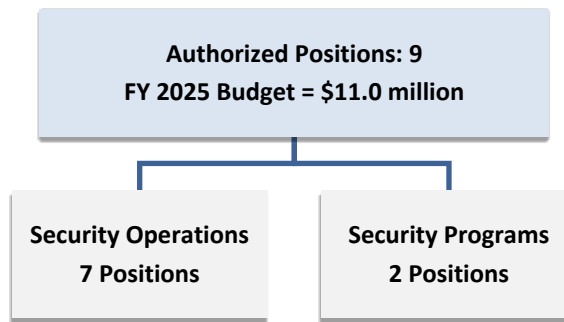 Authorized Positions: 9
FY 2025 Budget = $11.0 million
Security Operations
7 Positions
Security Programs
2 Positions